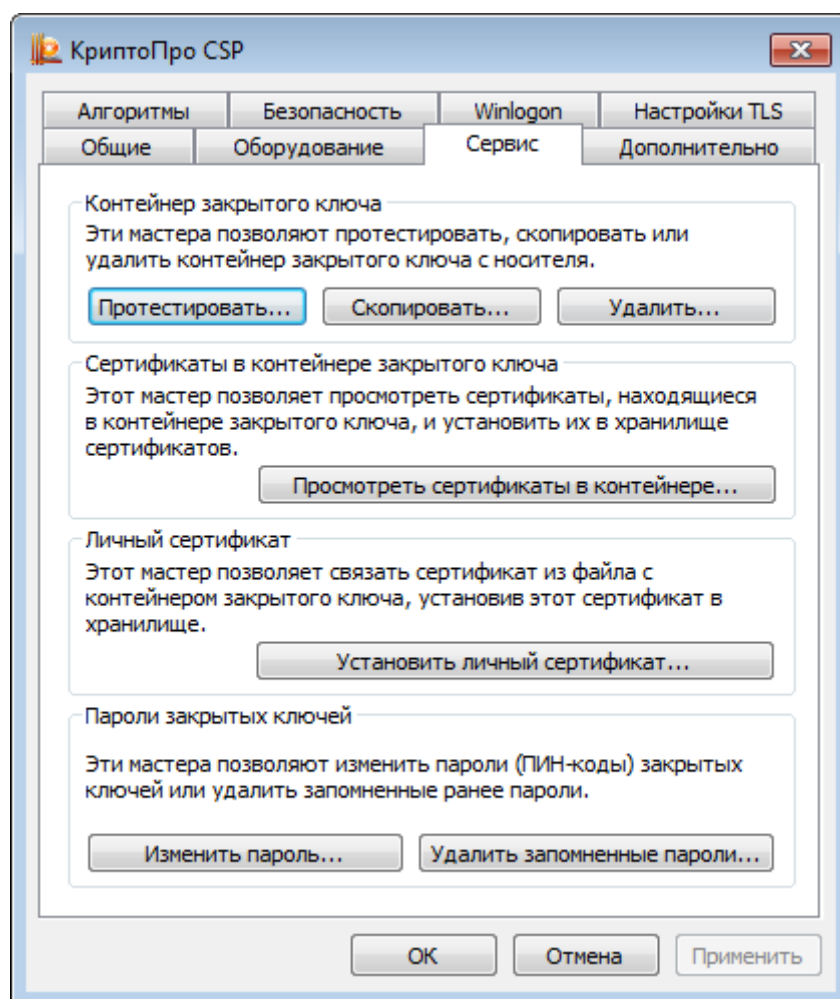 КриптоПро CSP
Алгоритмы Безопасность Winlogon Настройки TLS
Общие Оборудование Сервис Дополнительно
Контейнер закрытого ключа
Эти мастера позволяют протестировать, скопировать или
удалить контейнер закрытого ключа с носителя.
Протестировать... Скопировать... Удалить...
Сертификаты в контейнере закрытого ключа
Этот мастер позволяет просмотреть сертификаты, находящиеся
в контейнере закрытого ключа, и установить их в хранилище
сертификатов.
Просмотреть сертификаты в контейнере...
Личный сертификат
Этот мастер позволяет связать сертификат из файла с
контейнером закрытого ключа, установив этот сертификат в
хранилище.
Установить личный сертификат...
Пароли закрытых ключей
Эти мастера позволяют изменить пароли (ПИН-коды) закрытых
ключей или удалить запомненные ранее пароли.
Изменить пароль... Удалить запомненные пароли...
ОК Отмена Применить